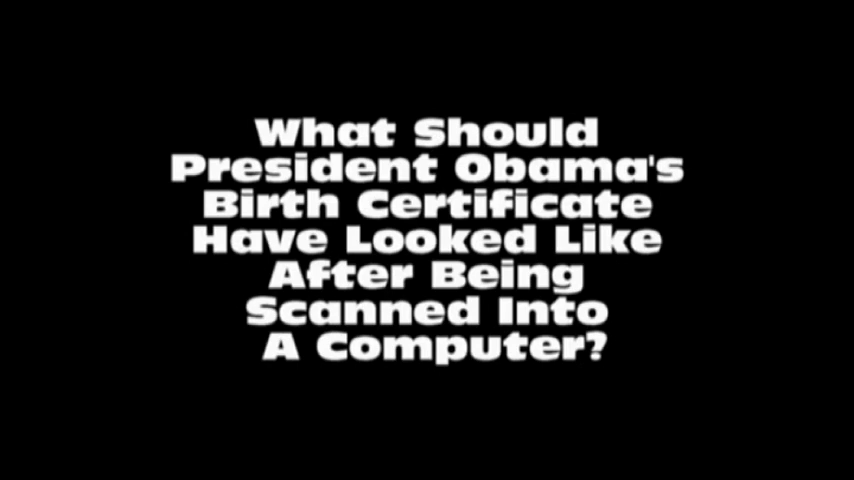 What Should
President Obama's
Birth Certificate
Have Looked Like
After Being
Scanned Into
A Computer?